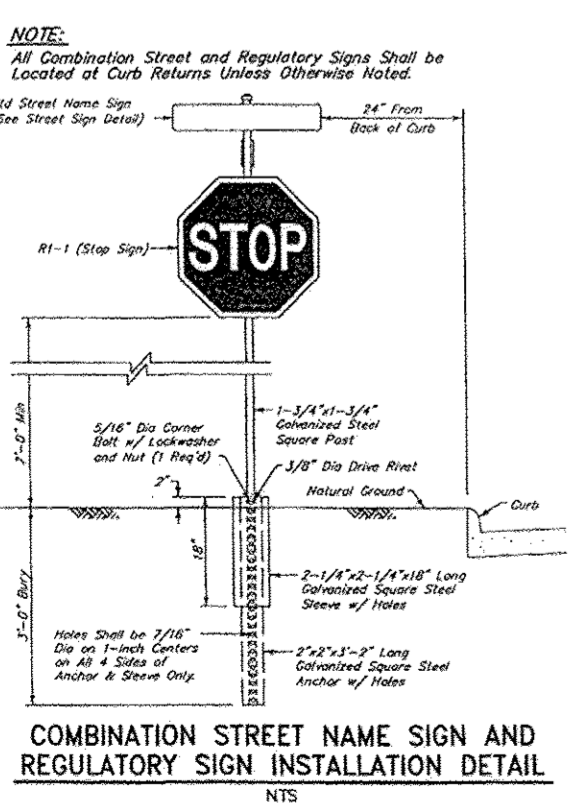 NOTE:
All Combination Street and Regulatory Signs Shall be
Located at Curb Returns Unless Otherwise Noted.
Street Name Sign
See Street Sign Detail)
24" From
Back of Curb
R1-1 (Stop Sign)
STOP
7'-0" Min
1-3/4"x1-3/4"
Galvanized Steel
Square Post
5/16" Dia Corner
Bolt w/ Lockwasher
and Nut (1 Req'd)
3/8" Dia Drive Rivet
2"
Natural Ground
Curb
18"
3'-0" Bury
2-1/4"x2-1/4"x18" Long
Galvanized Square Steel
Sleeve w/ Holes
Holes Shall be 7/16"
Dia on 1-Inch Centers
on All 4 Sides of
Anchor & Sleeve Only.
2"x2"x3'-2" Long
Galvanized Square Steel
Anchor w/ Holes
COMBINATION STREET NAME SIGN AND
REGULATORY SIGN INSTALLATION DETAIL
NTS